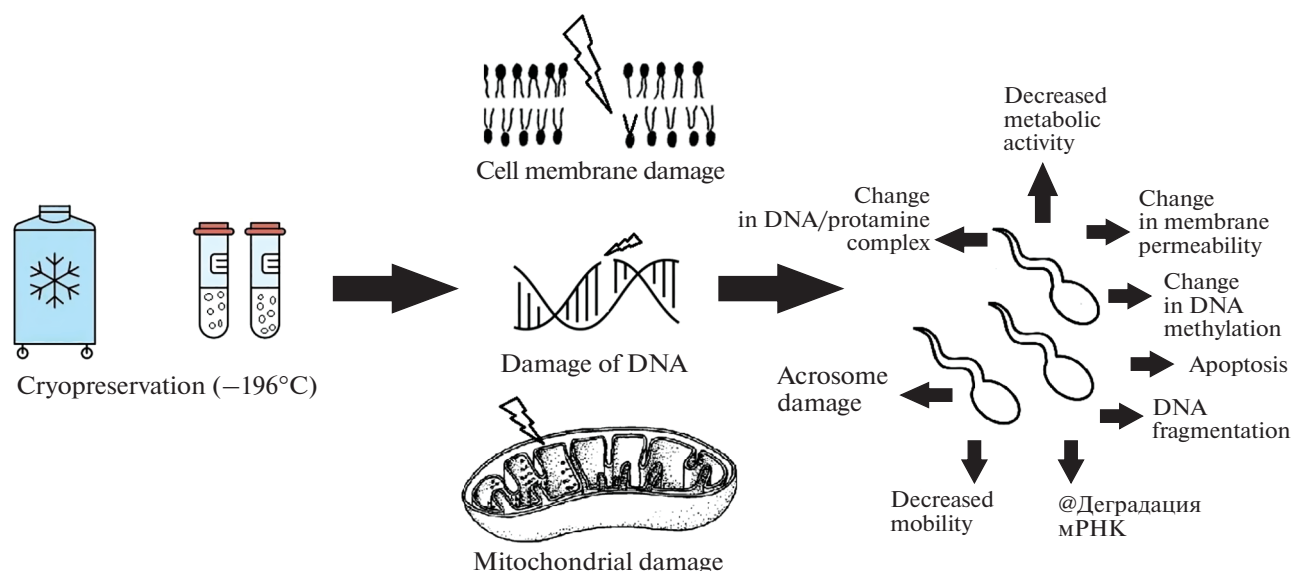 Cryopreservation (−196°C)
Cell membrane damage
Damage of DNA
Mitochondrial damage
Decreased
metabolic
activity
Change
in DNA/protamine
complex
Change
in membrane
permeability
Change
in DNA
methylation
Apoptosis
Acrosome
damage
DNA
fragmentation
Decreased
mobility
@Деградация
мРНК